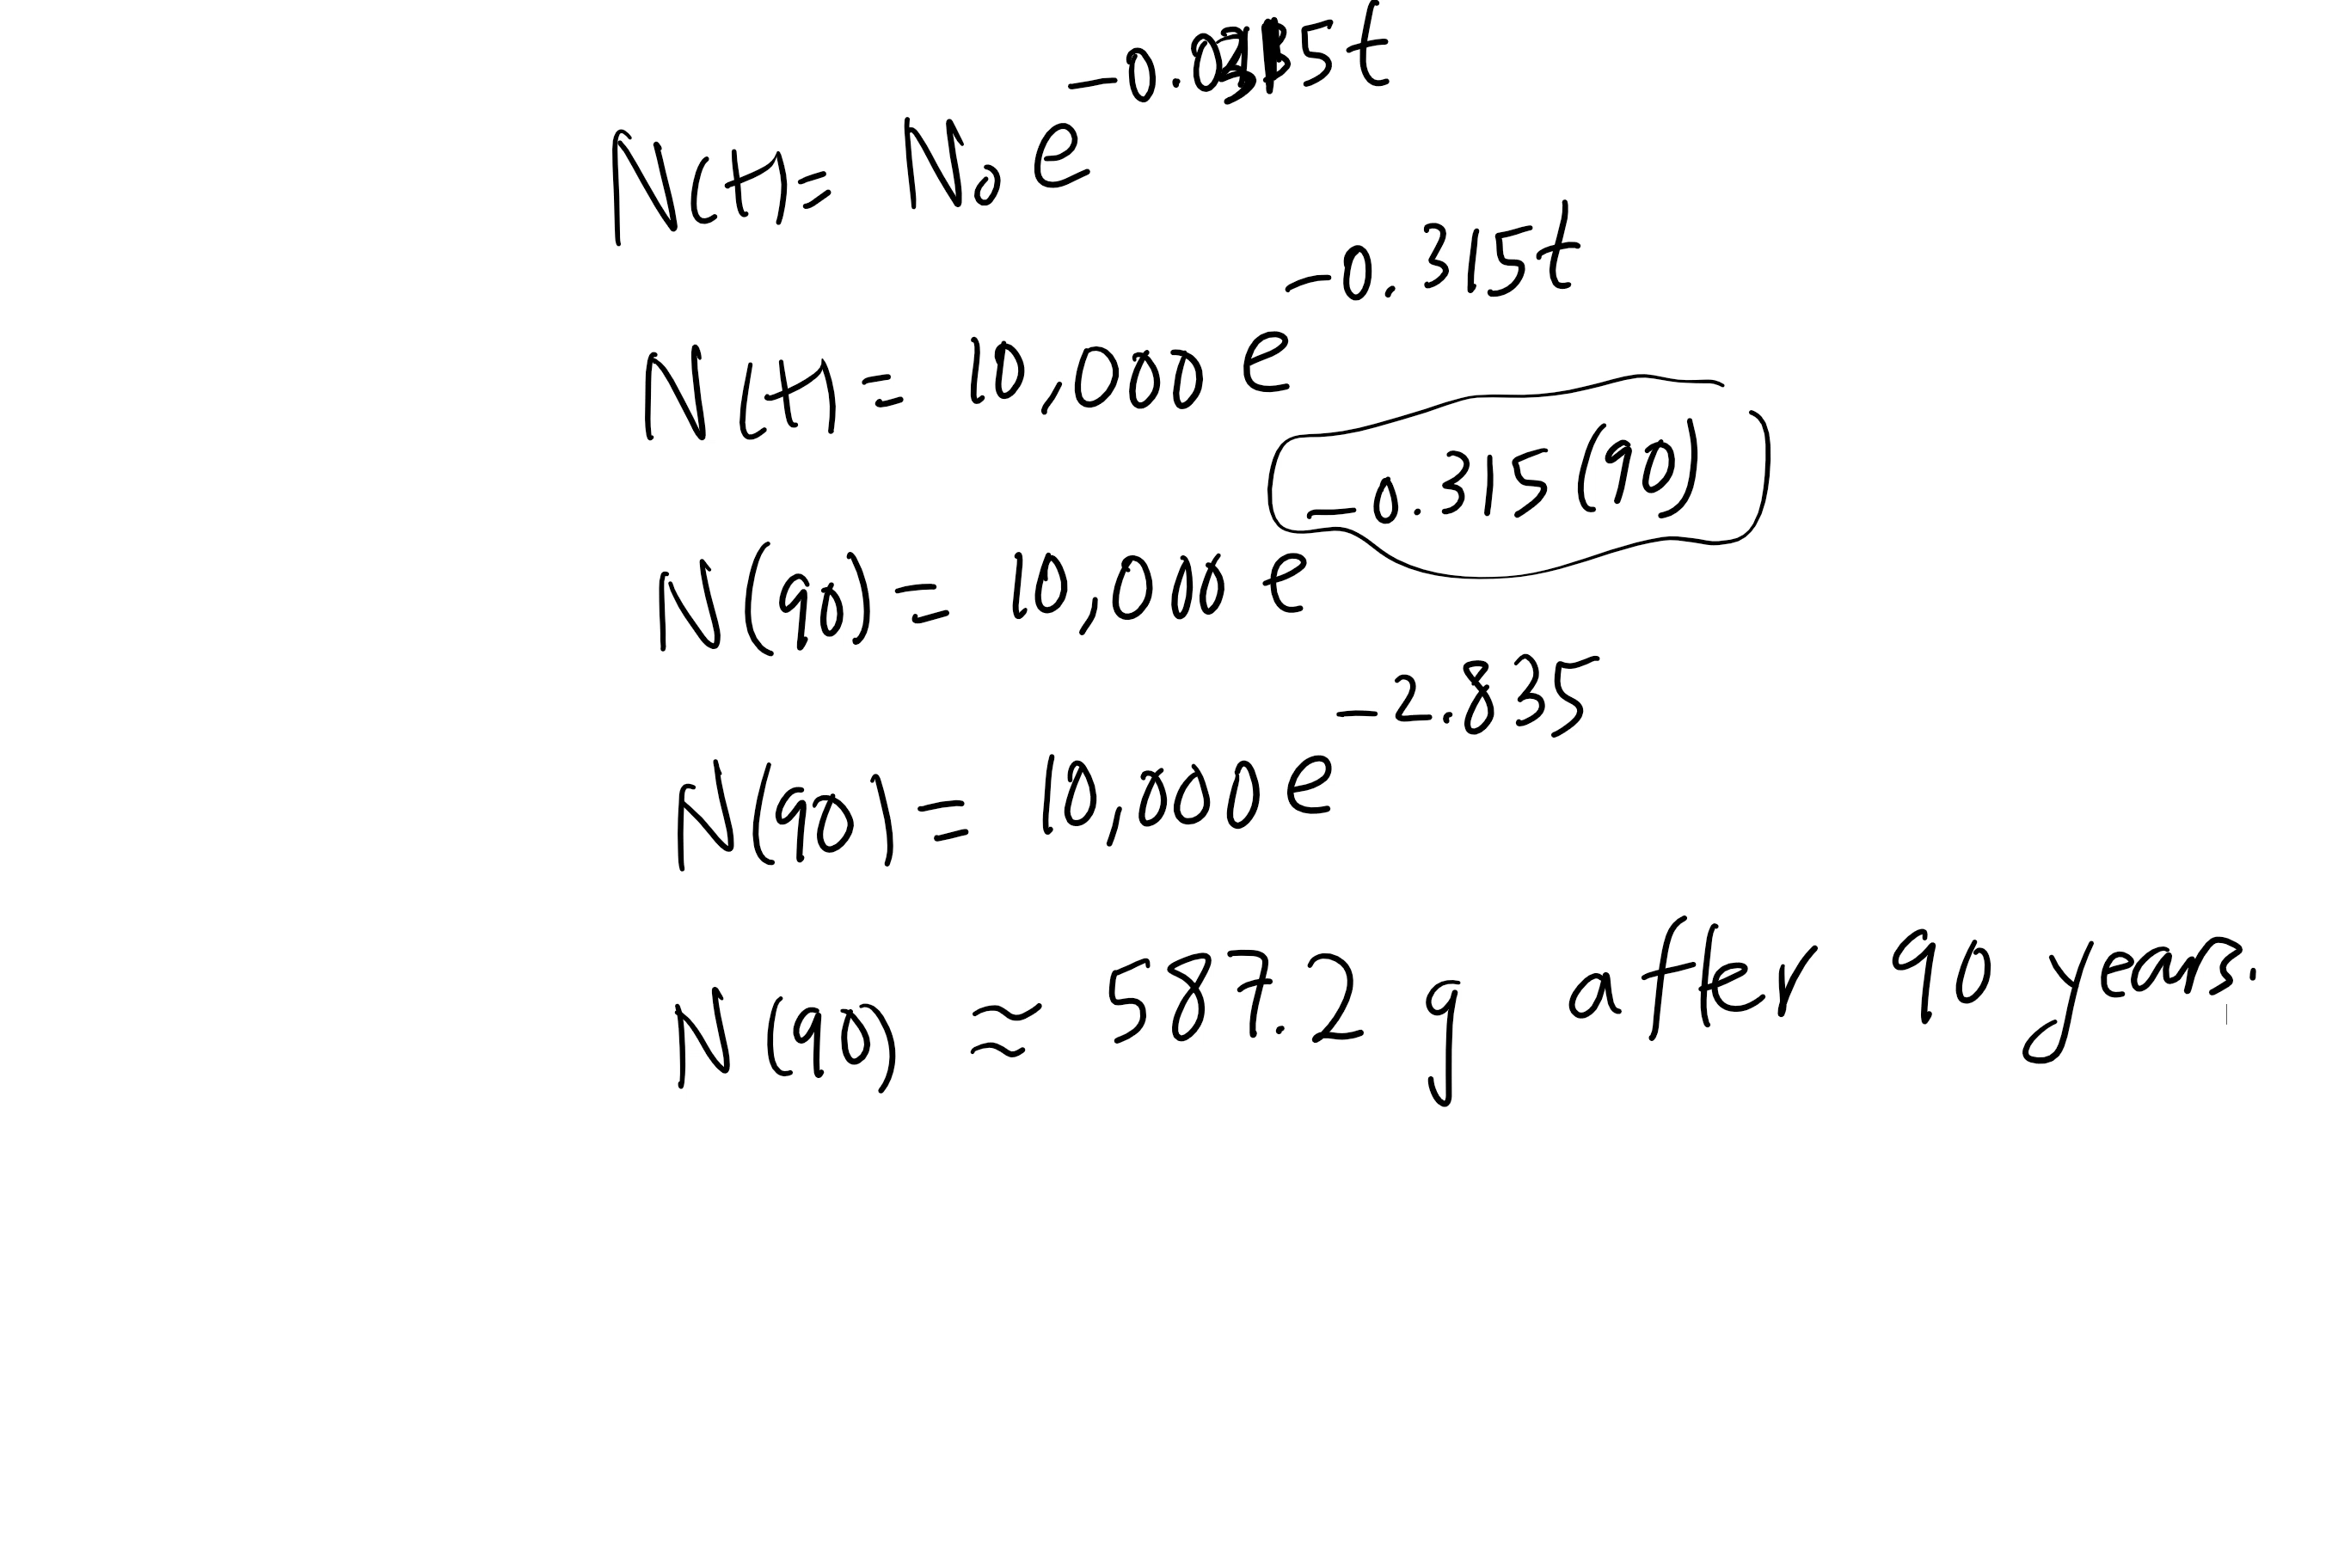 N(t) = N₀ e^-0.0315t
N(t) = 10,000 e^-0.315t
N(90) = 10,000 e^-0.315(90)
N(90) = 10,000 e^-2.835
N(90) ≈ 587.2 g after 90 years.